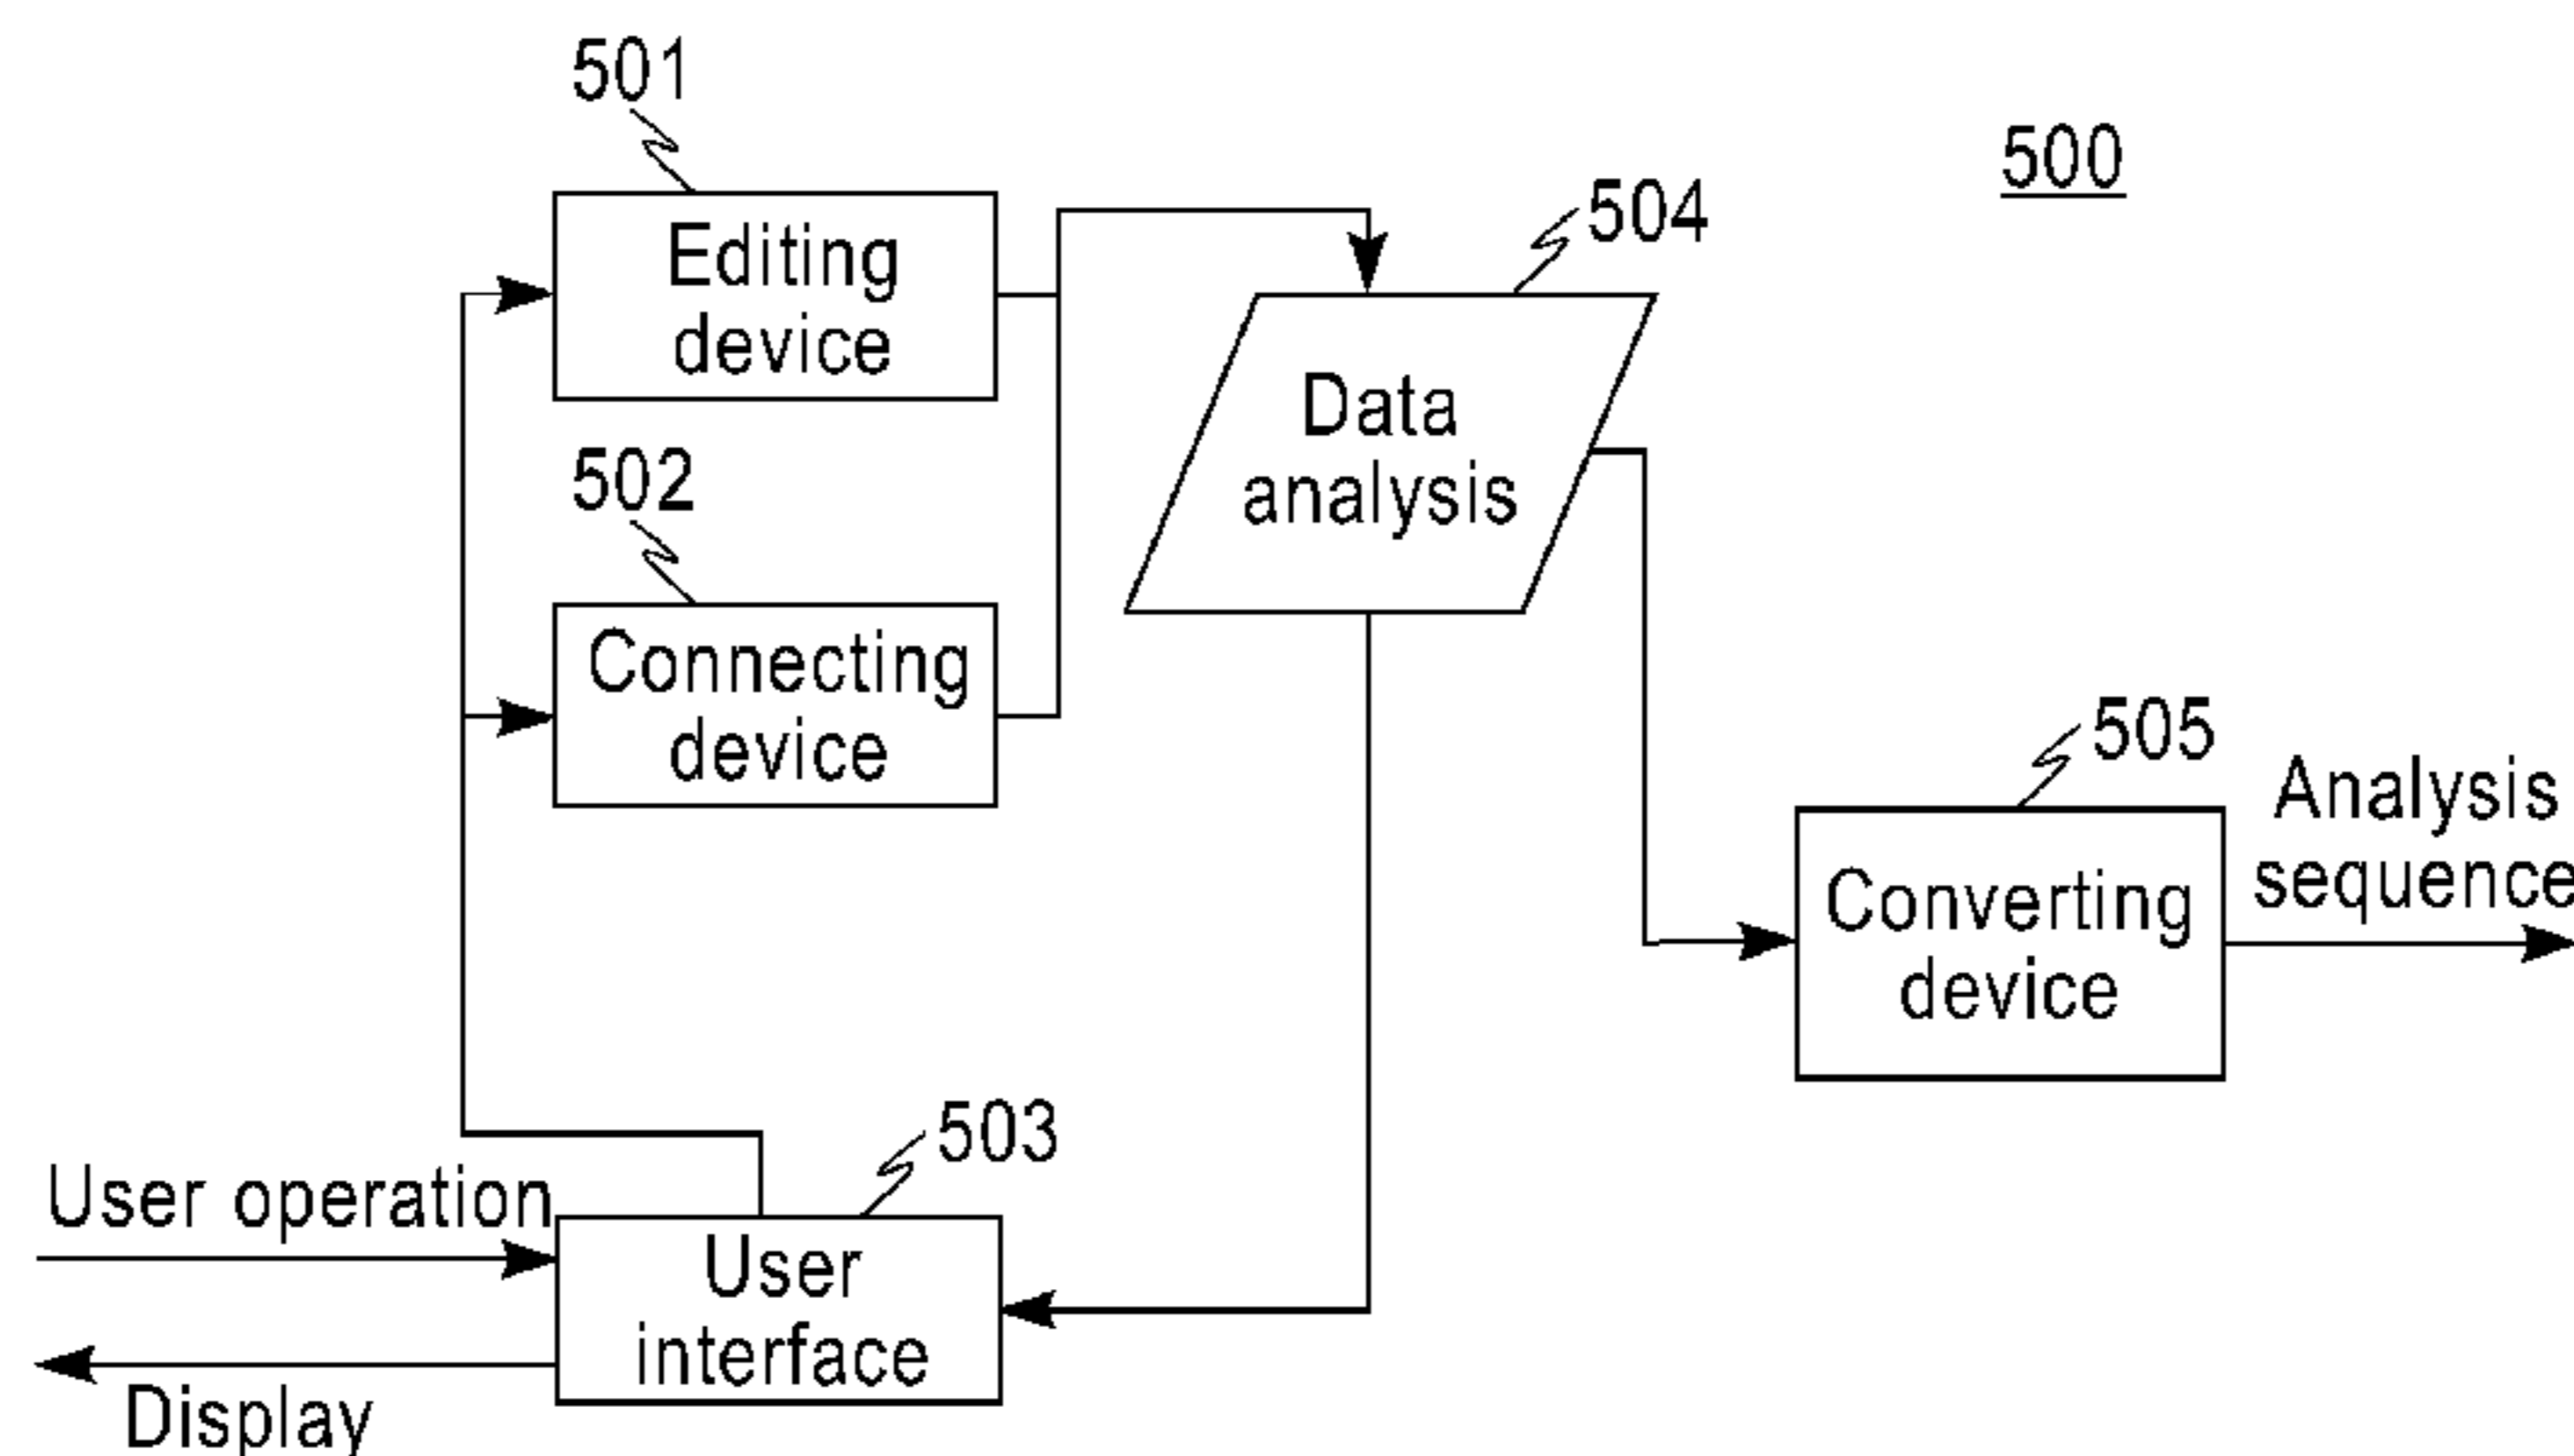 501
500
Editing
device
504
Data
analysis
502
Connecting
device
505
Converting
device
Analysis
sequence
503
User operation
User
interface
Display